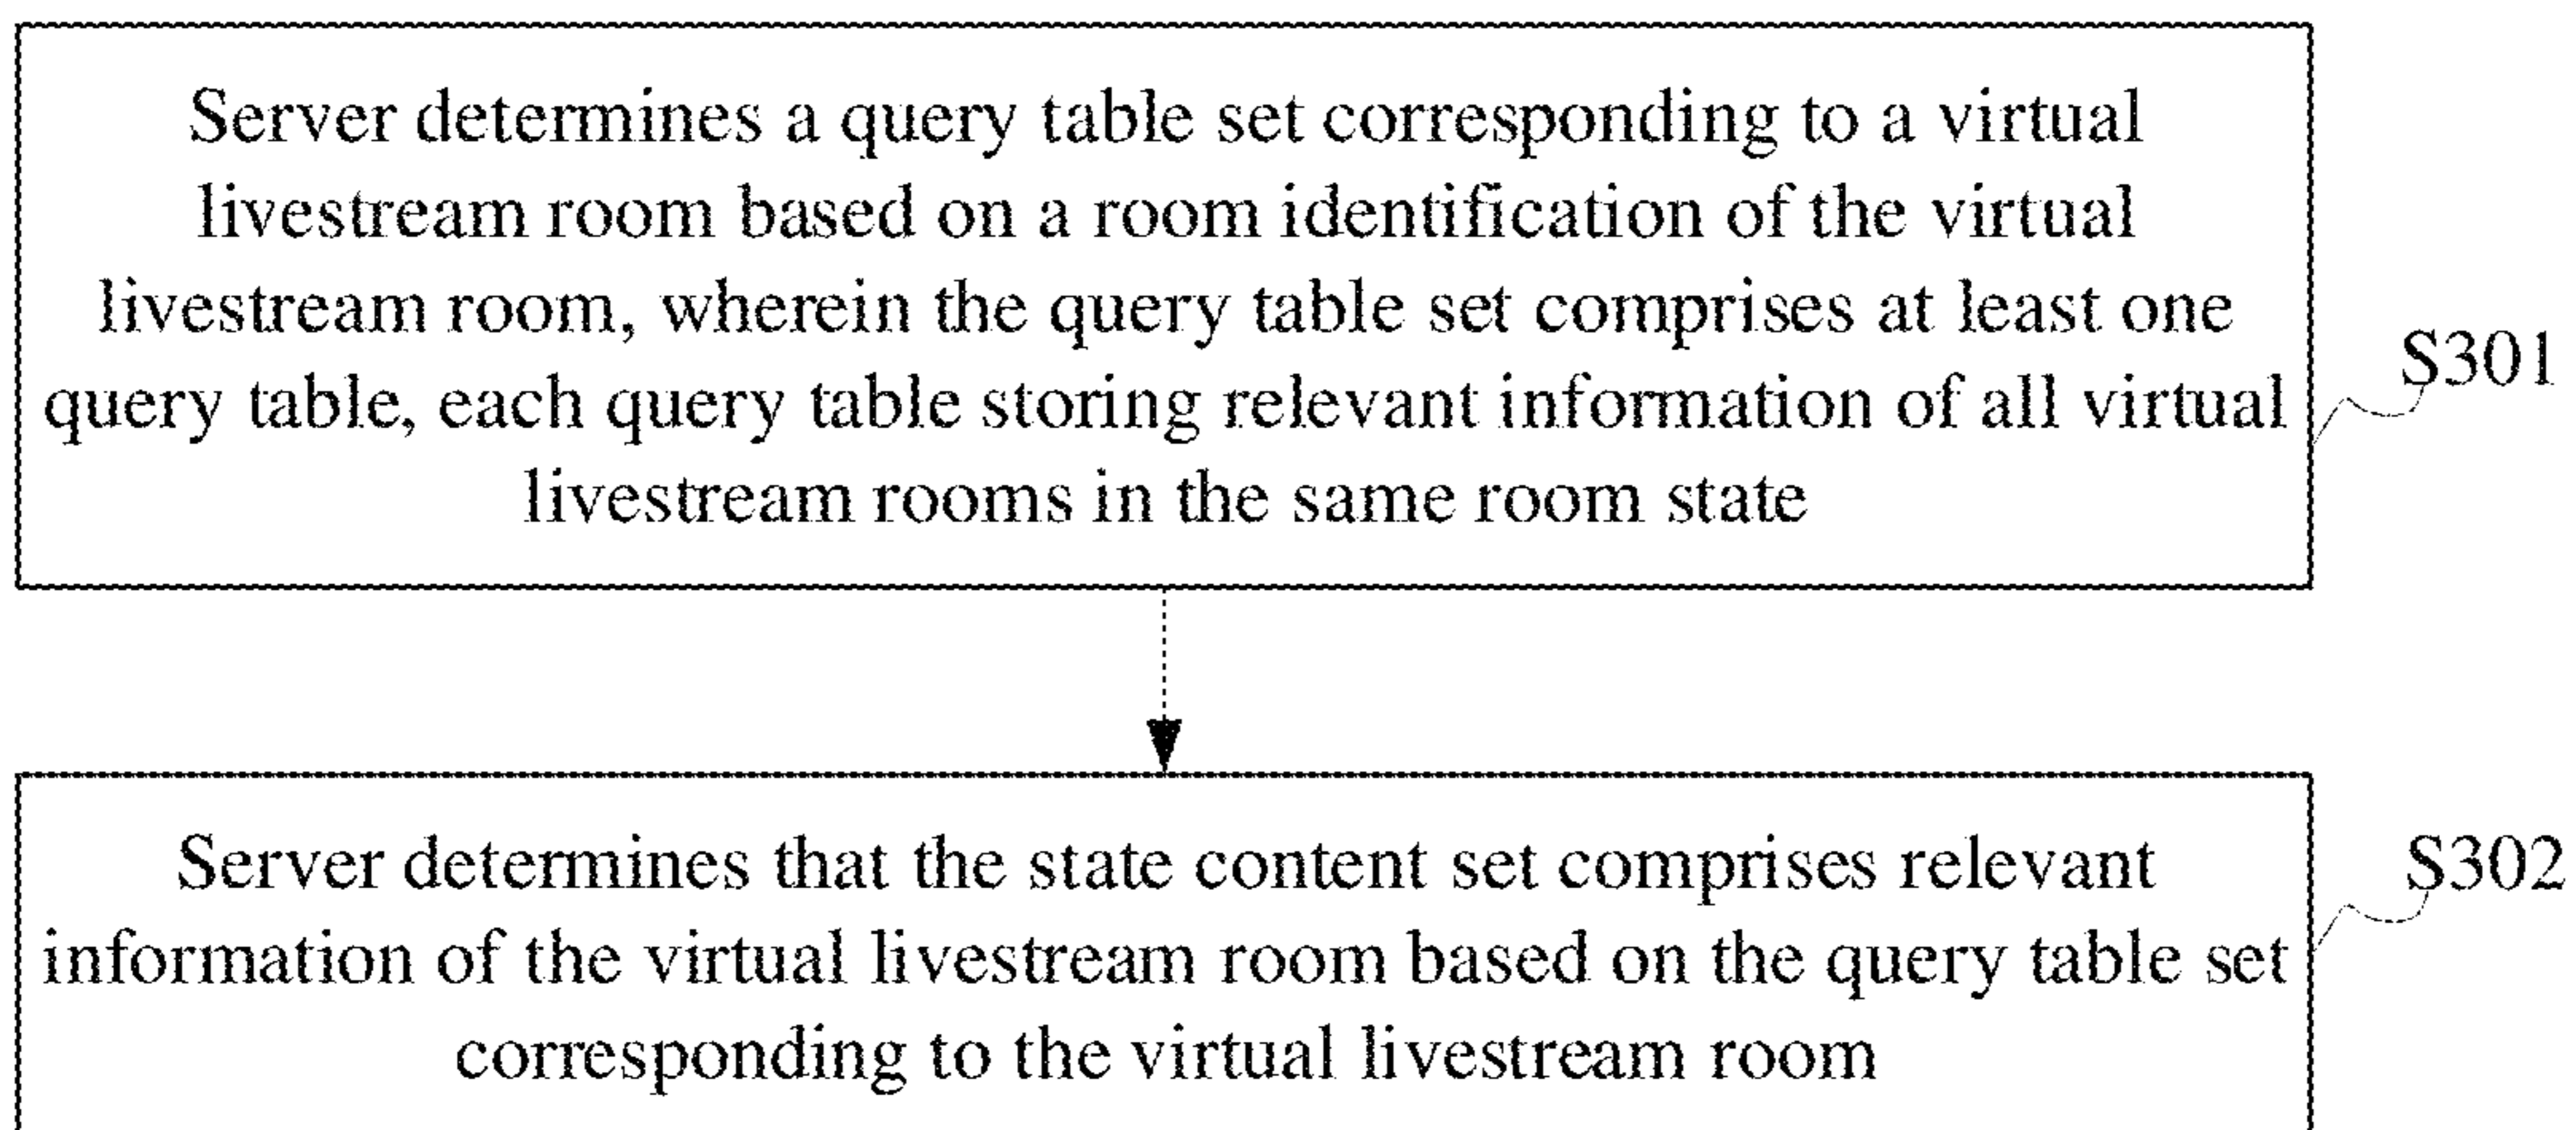 Server determines a query table set corresponding to a virtual
livestream room based on a room identification of the virtual
livestream room, wherein the query table set comprises at least one
query table, each query table storing relevant information of all virtual
livestream rooms in the same room state
S301
Server determines that the state content set comprises relevant
information of the virtual livestream room based on the query table set
corresponding to the virtual livestream room
S302